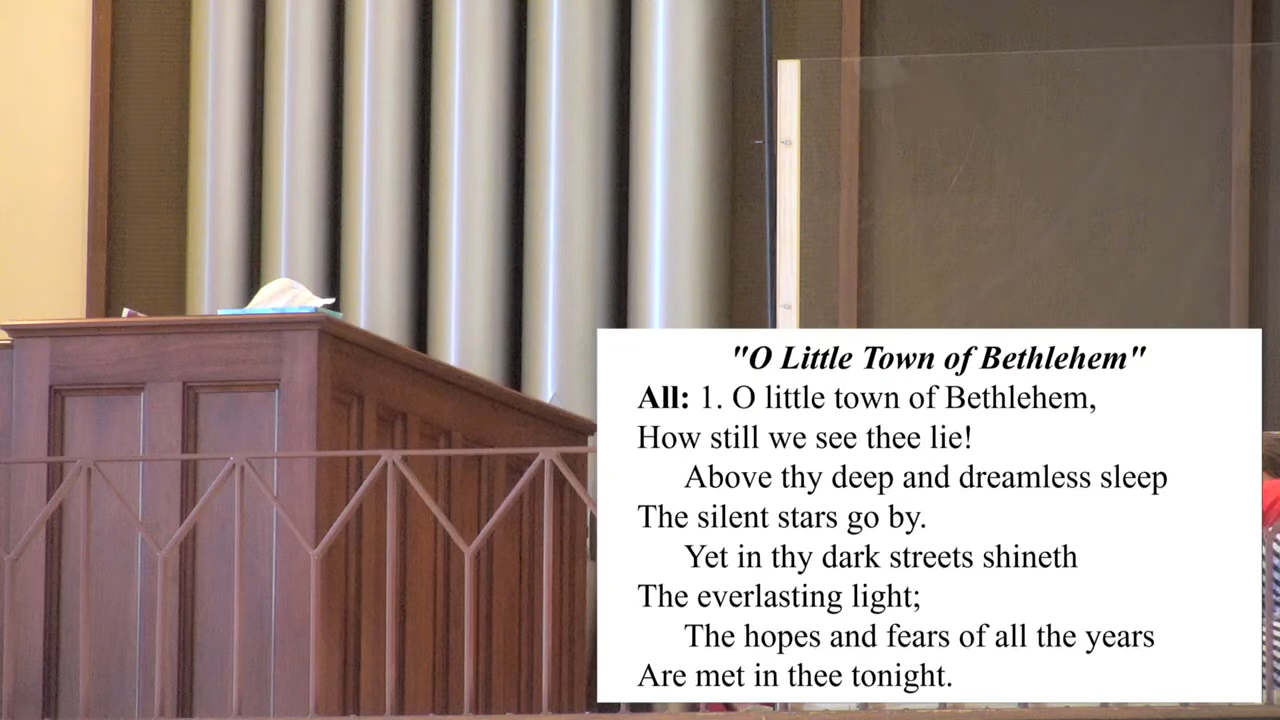 "O Little Town of Bethlehem"
All: 1. O little town of Bethlehem,
How still we see thee lie!
Above thy deep and dreamless sleep
The silent stars go by.
Yet in thy dark streets shineth
The everlasting light;
The hopes and fears of all the years
Are met in thee tonight.